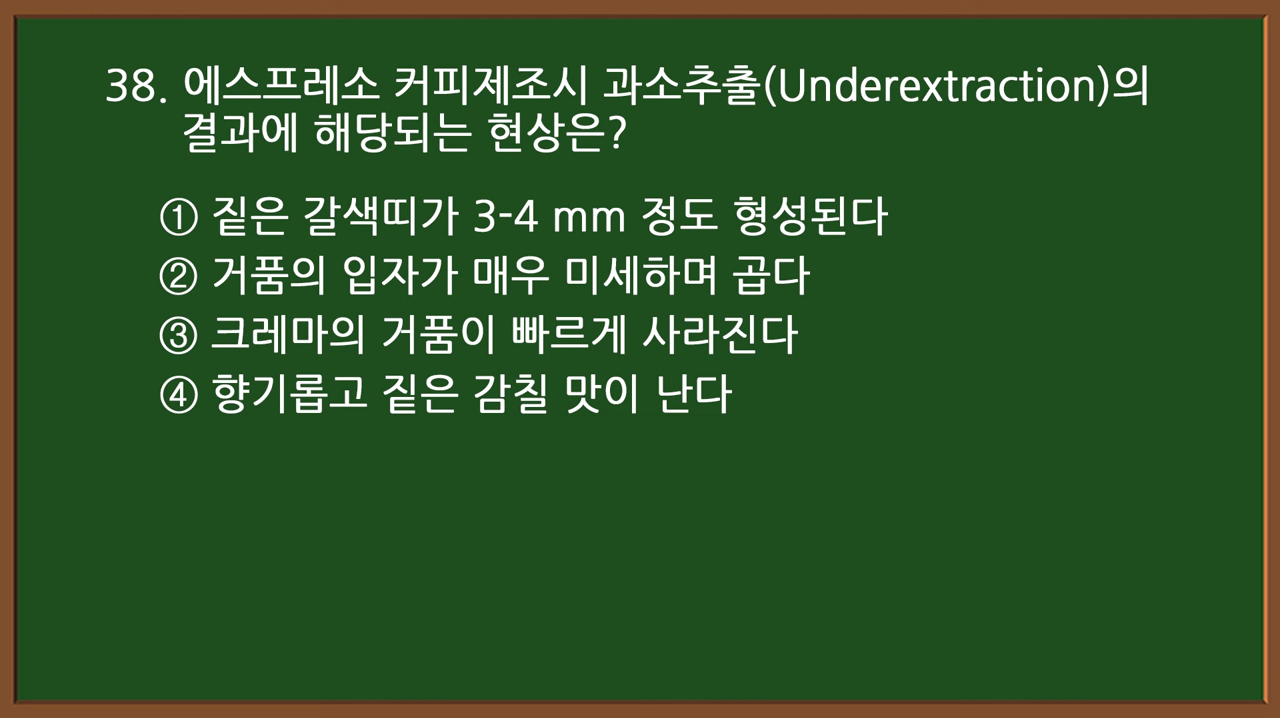 38. 에스프레소 커피제조시 과소추출(Underextraction)의
결과에 해당되는 현상은?
① 짙은 갈색띠가 3-4 mm 정도 형성된다
② 거품의 입자가 매우 미세하며 곱다
③ 크레마의 거품이 빠르게 사라진다
④ 향기롭고 짙은 감칠 맛이 난다